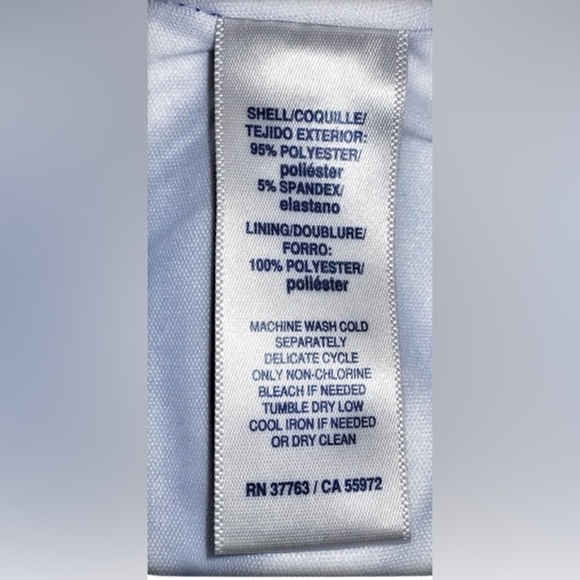 SHELL/COQUILLE/
TEJIDO EXTERIOR:
95% POLYESTER/
poliéster
5% SPANDEX/
elastano
LINING/DOUBLURE/
FORRO:
100% POLYESTER/
poliéster
MACHINE WASH COLD
SEPARATELY
DELICATE CYCLE
ONLY NON-CHLORINE
BLEACH IF NEEDED
TUMBLE DRY LOW
COOL IRON IF NEEDED
OR DRY CLEAN
RN 37763 / CA 55972